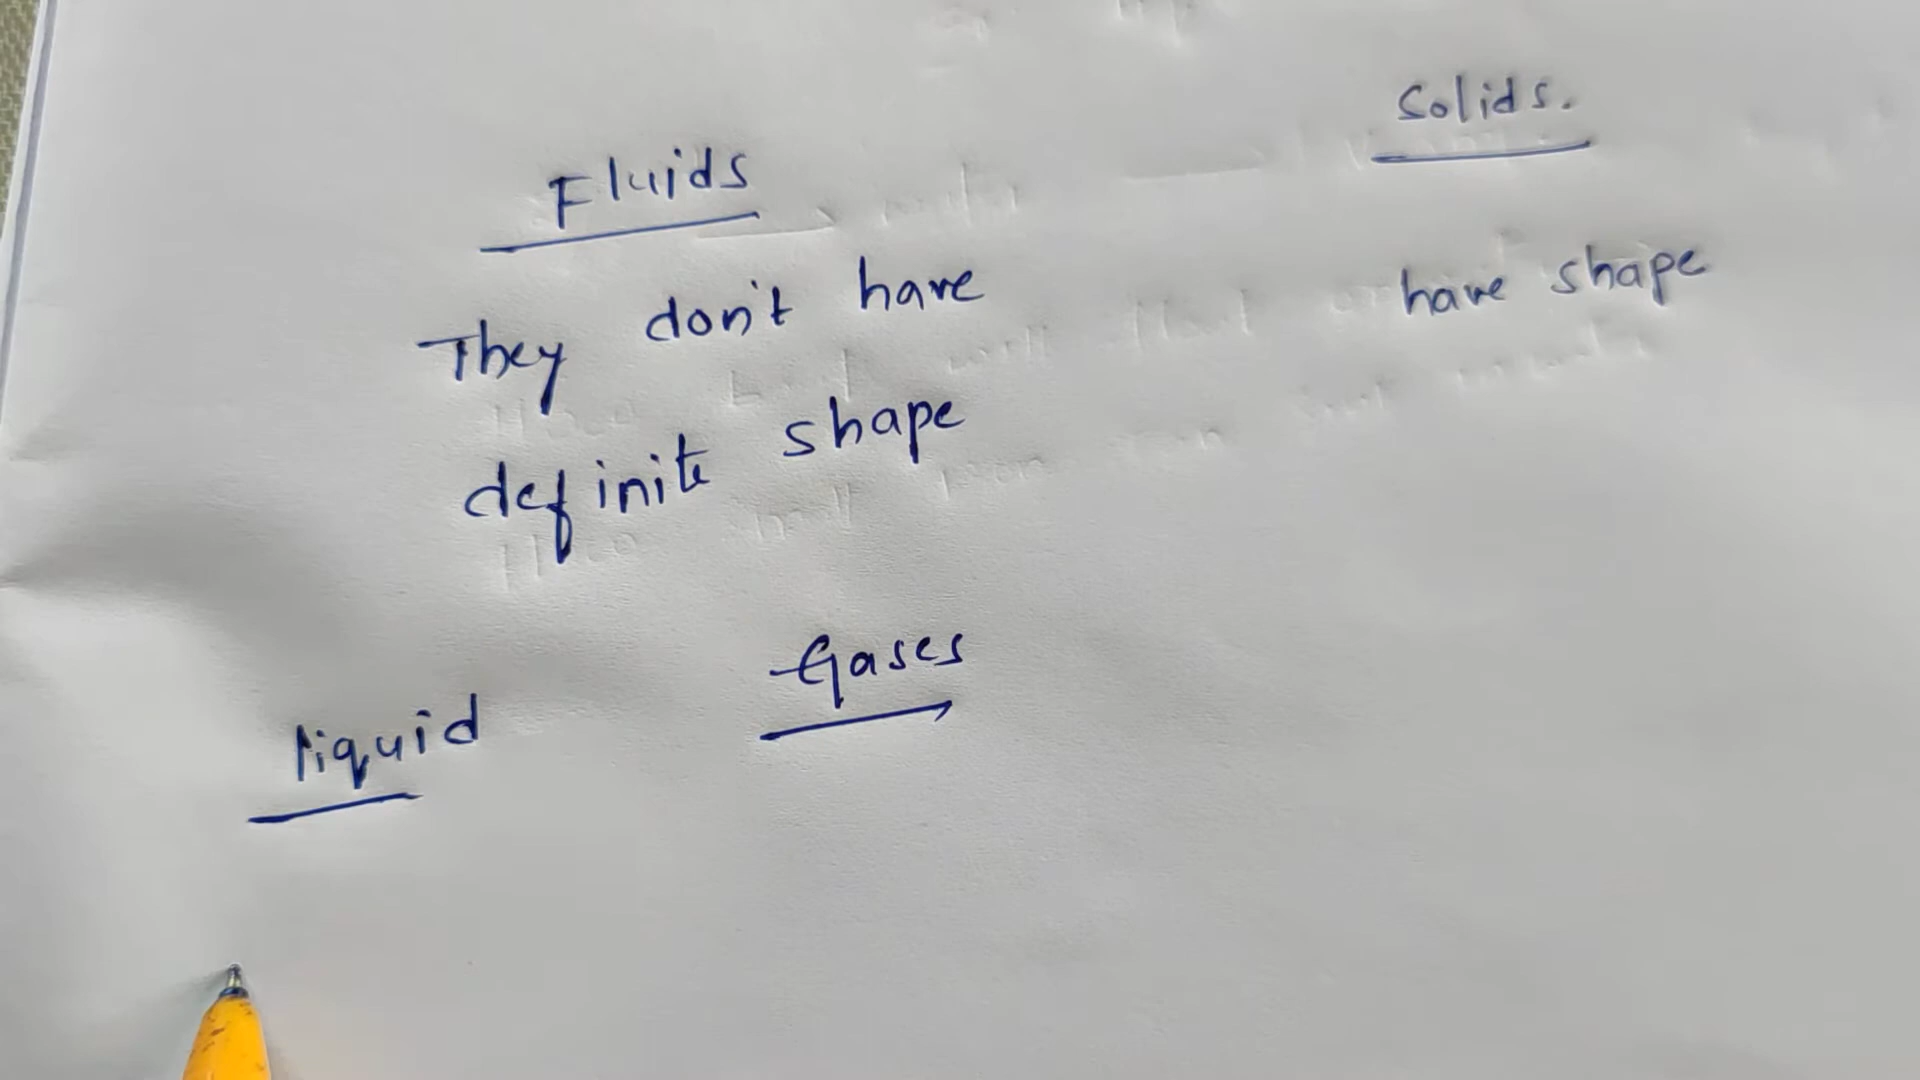 Fluids
Solids.
They don't have
have shape
definite shape
liquid
Gases